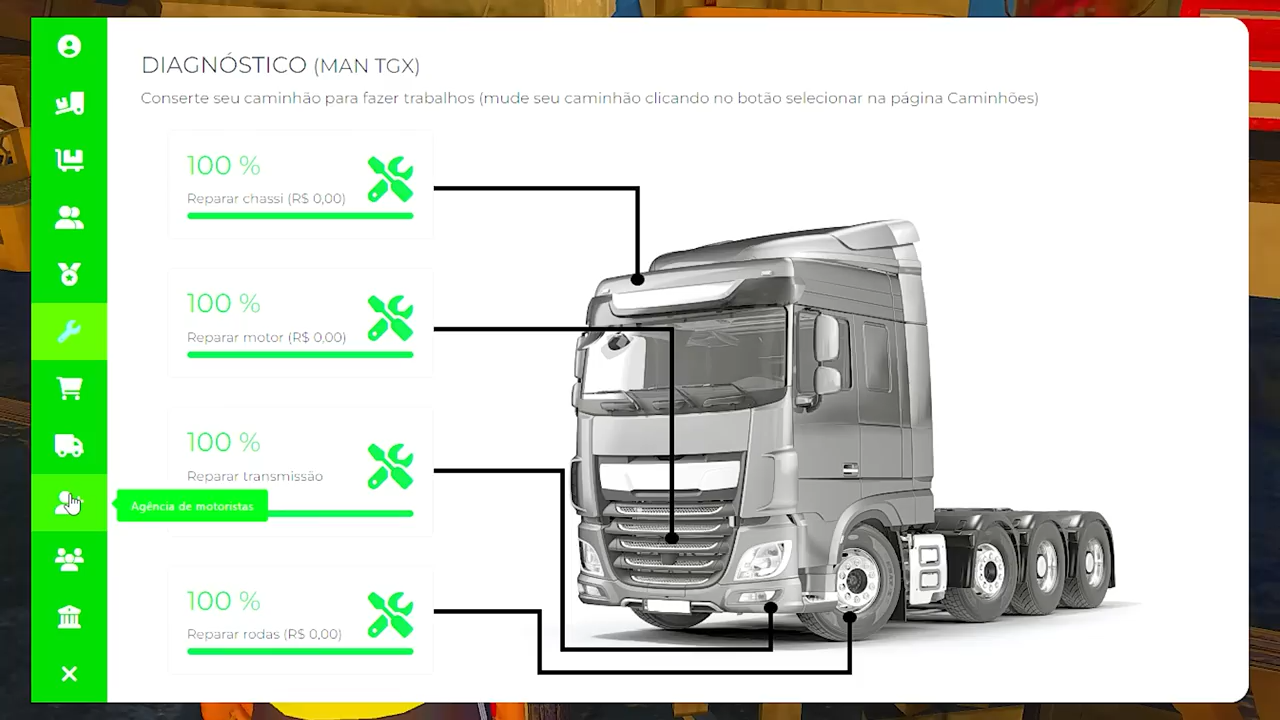 DIAGNÓSTICO (MAN TGX)
Conserte seu caminhão para fazer trabalhos (mude seu caminhão clicando no botão selecionar na página Caminhões)
100 %
Reparar chassi (R$ 0,00)
100 %
Reparar motor (R$ 0,00)
100 %
Reparar transmissão
Agência de motoristas
100 %
Reparar rodas (R$ 0,00)